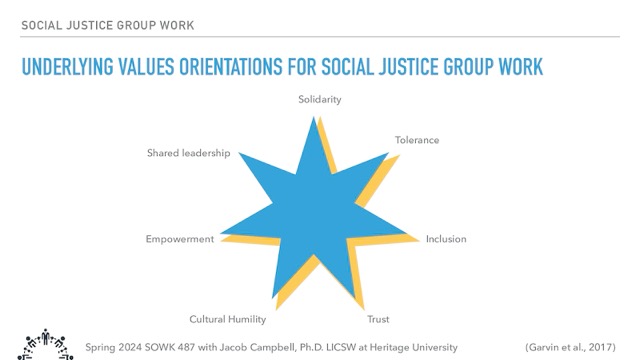 SOCIAL JUSTICE GROUP WORK
UNDERLYING VALUES ORIENTATIONS FOR SOCIAL JUSTICE GROUP WORK
Solidarity
Tolerance
Shared leadership
Empowerment
Inclusion
Cultural Humility
Trust
Spring 2024 SOWK 487 with Jacob Campbell, Ph.D. LICSW at Heritage University
(Garvin et al., 2017)